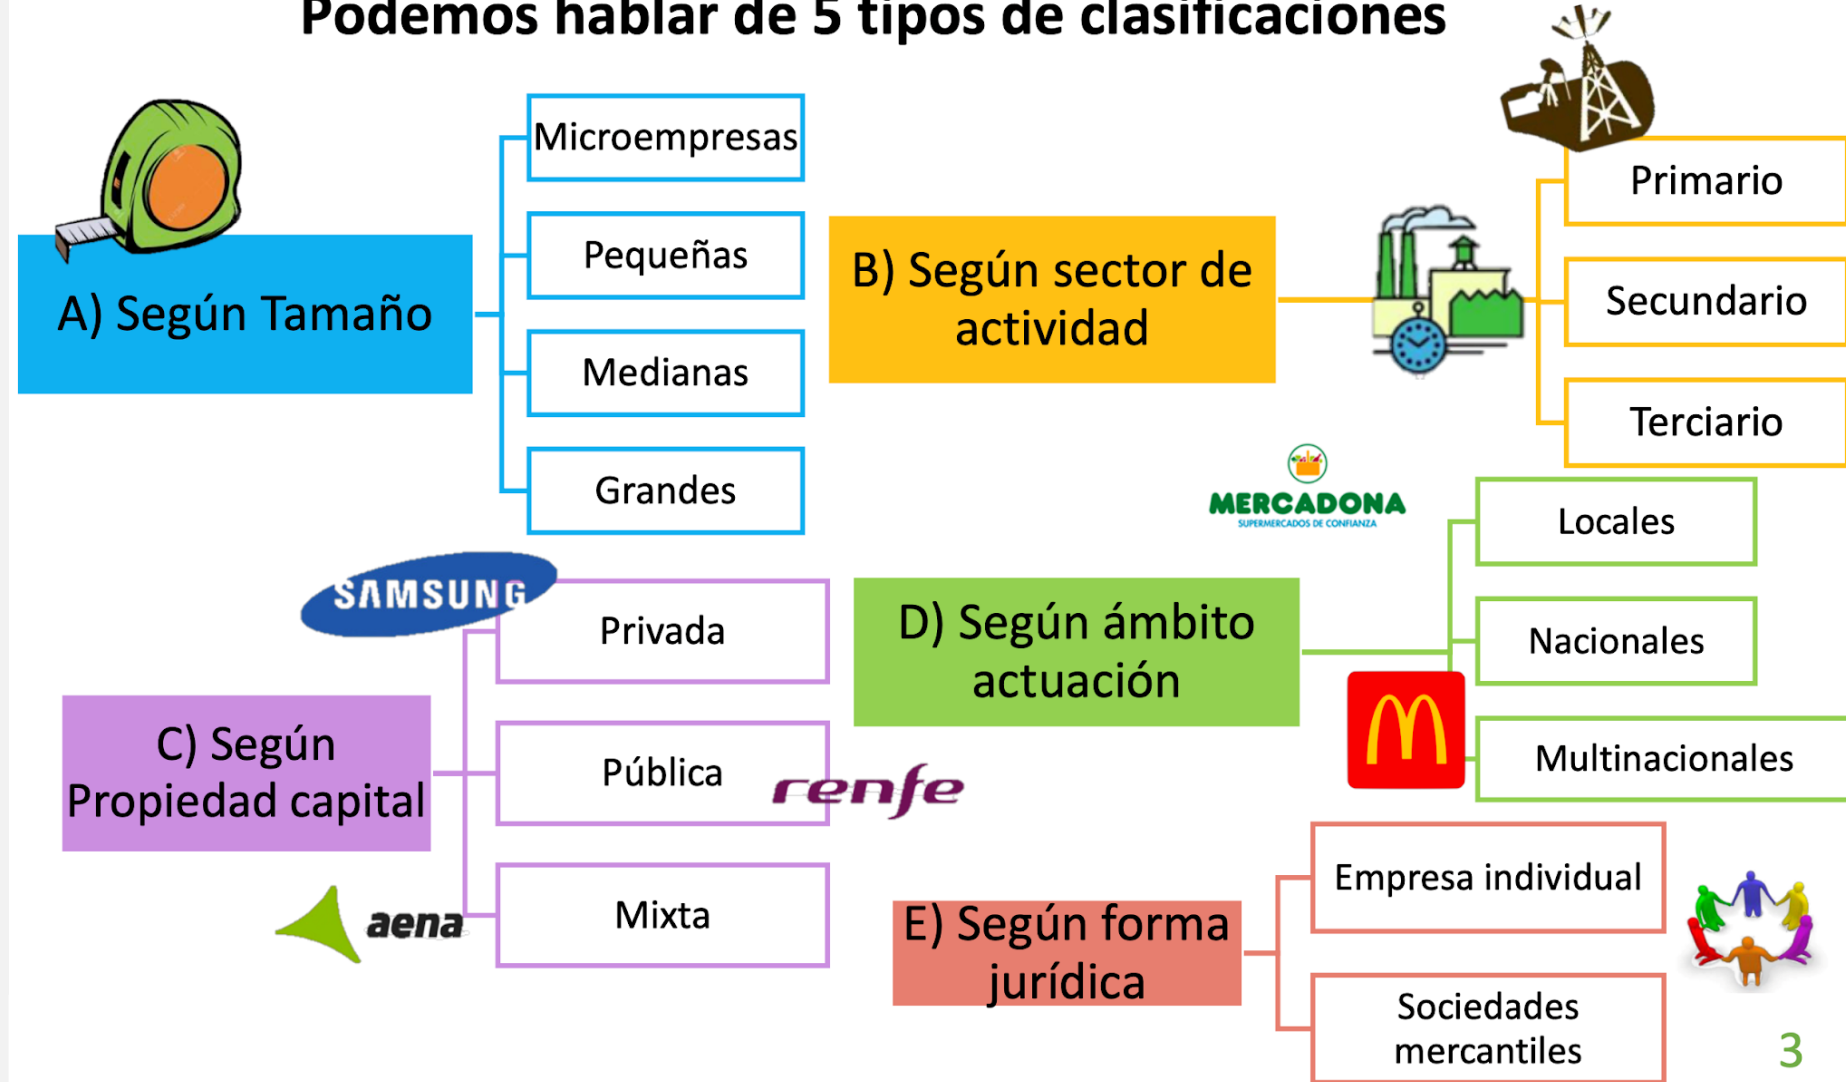 Podemos hablar de 5 tipos de clasificaciones
A) Según Tamaño
Microempresas
Pequeñas
Medianas
Grandes
B) Según sector de
actividad
Primario
Secundario
Terciario
C) Según
Propiedad capital
SAMSUNG
Privada
Pública
renfe
aena
Mixta
MERCADONA
SUPERMERCADOS DE CONFIANZA
D) Según ámbito
actuación
Locales
Nacionales
Multinacionales
E) Según forma
jurídica
Empresa individual
Sociedades
mercantiles
3